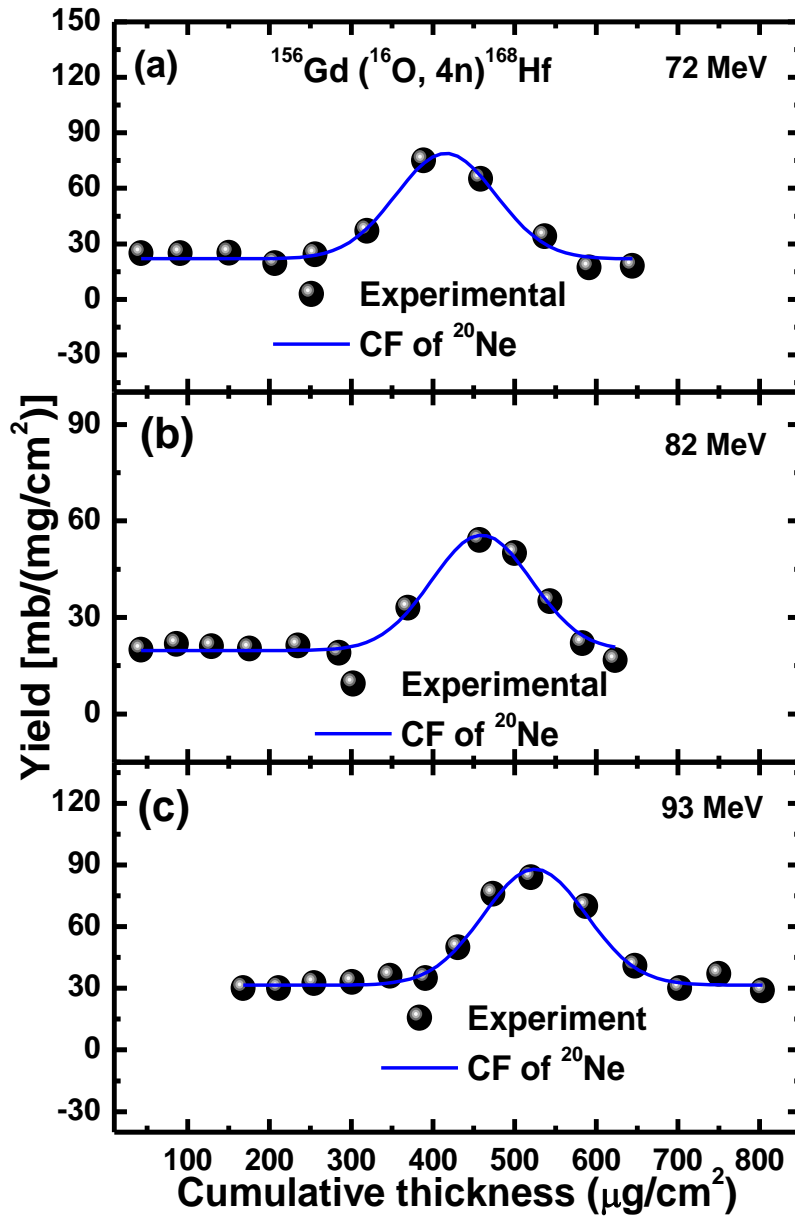 Yield [mb/(mg/cm²)]
(a)
¹⁵⁶Gd (¹⁶O, 4n)¹⁶⁸Hf
72 MeV
150
120
90
60
30
0
-30
Experimental
CF of ²⁰Ne
(b)
82 MeV
90
60
30
0
Experimental
CF of ²⁰Ne
(c)
93 MeV
120
90
60
30
0
-30
Experiment
CF of ²⁰Ne
100 200 300 400 500 600 700 800
Cumulative thickness (μg/cm²)